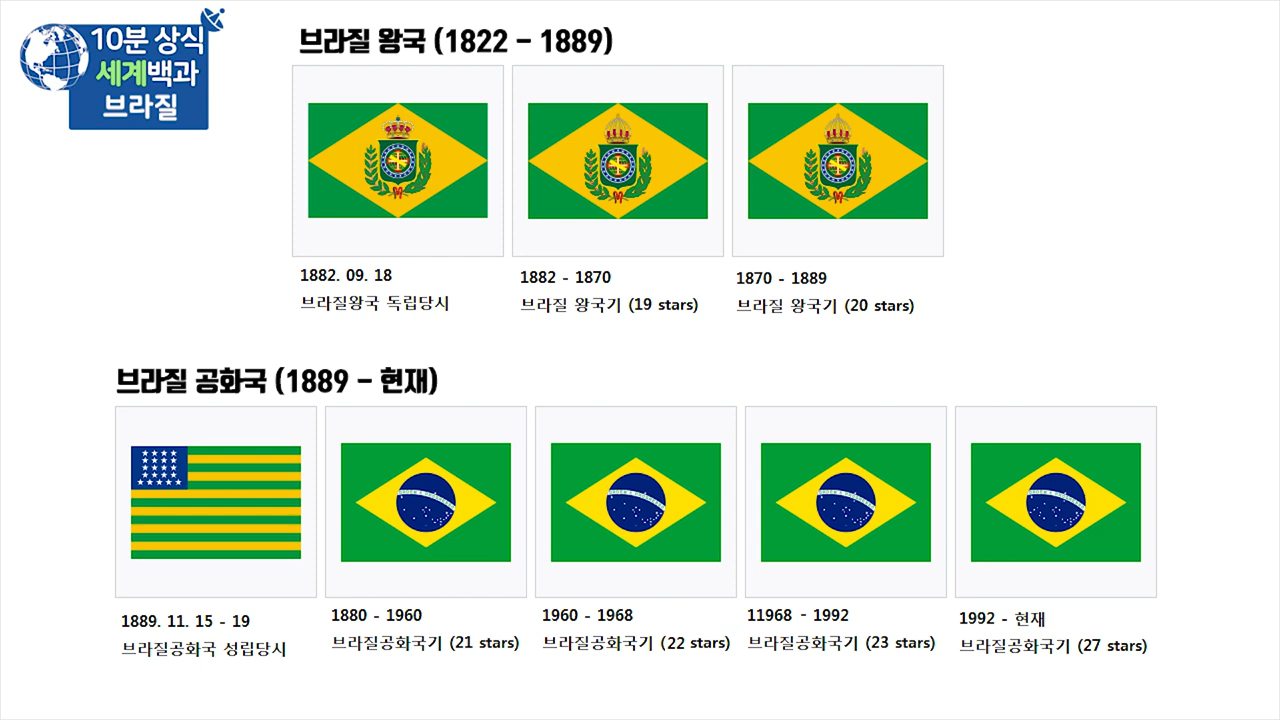 10분 상식
세계백과
브라질
브라질 왕국 (1822 - 1889)
1882. 09. 18
브라질왕국 독립당시
1882 - 1870
브라질 왕국기 (19 stars)
1870 - 1889
브라질 왕국기 (20 stars)
브라질 공화국 (1889 - 현재)
1889. 11. 15 - 19
브라질공화국 성립당시
1880 - 1960
브라질공화국기 (21 stars)
1960 - 1968
브라질공화국기 (22 stars)
11968 - 1992
브라질공화국기 (23 stars)
1992 - 현재
브라질공화국기 (27 stars)